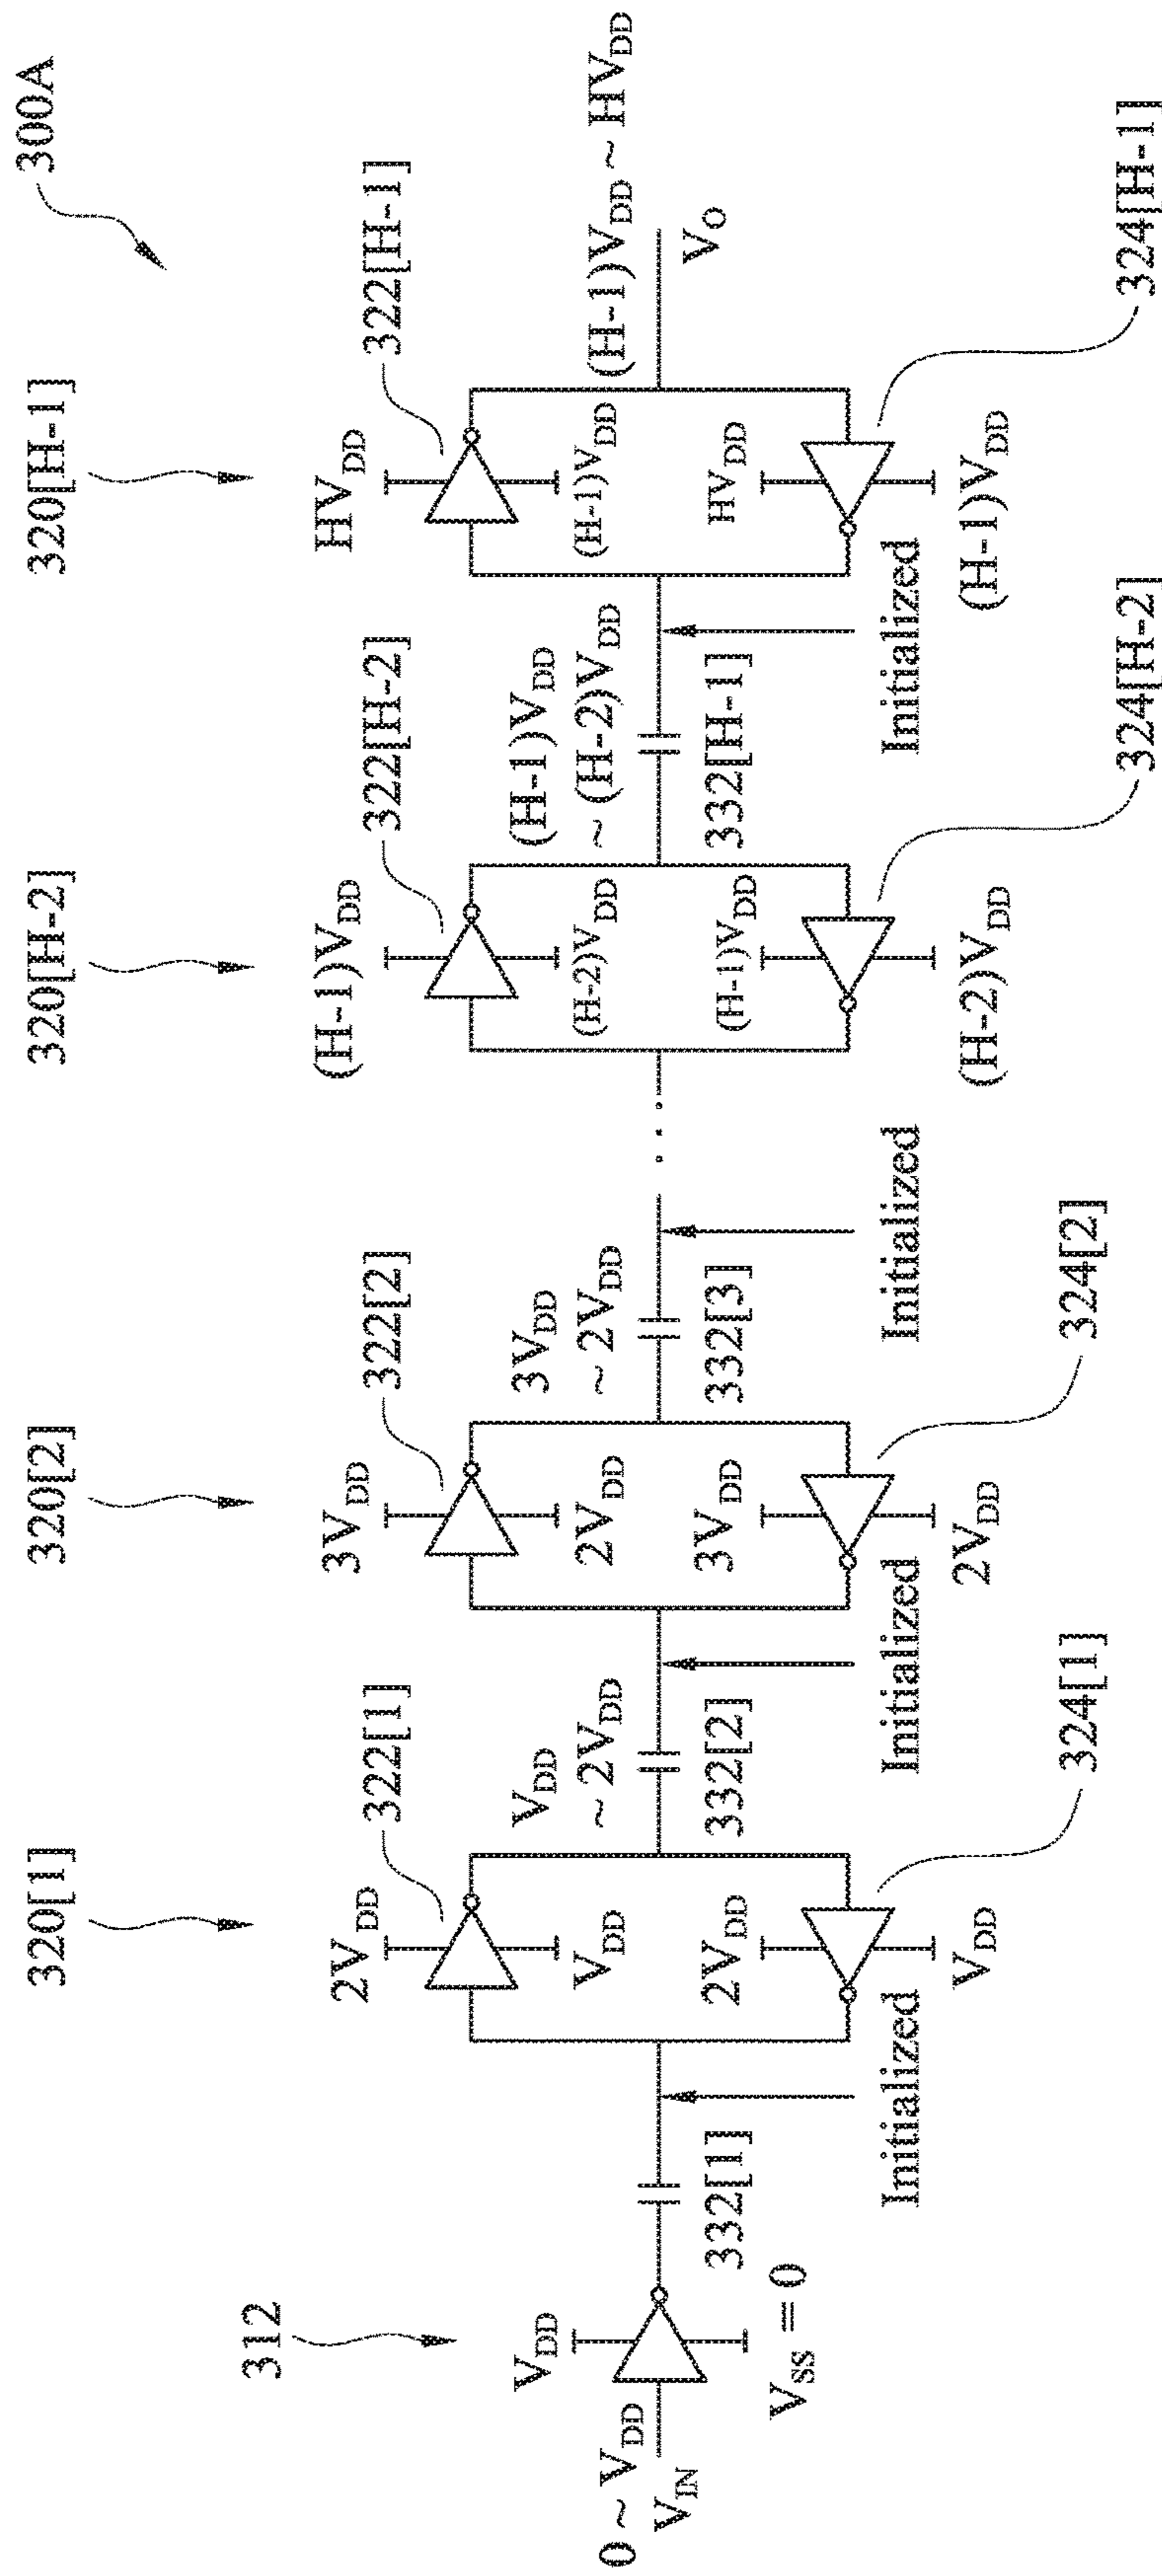 300A
320[1]
320[2]
320[H-2]
320[H-1]
312
0 ~ V_DD
V_IN
V_DD
V_SS = 0
332[1]
Initialized
2V_DD
322[1]
V_DD
2V_DD
V_DD
324[1]
V_DD
~ 2V_DD
332[2]
Initialized
3V_DD
322[2]
2V_DD
3V_DD
2V_DD
324[2]
3V_DD
~ 2V_DD
332[3]
Initialized
. . .
(H-1)V_DD
322[H-2]
(H-2)V_DD
(H-1)V_DD
(H-2)V_DD
324[H-2]
(H-1)V_DD
~ (H-2)V_DD
332[H-1]
Initialized
HV_DD
322[H-1]
(H-1)V_DD
HV_DD
(H-1)V_DD
324[H-1]
(H-1)V_DD ~ HV_DD
V_O